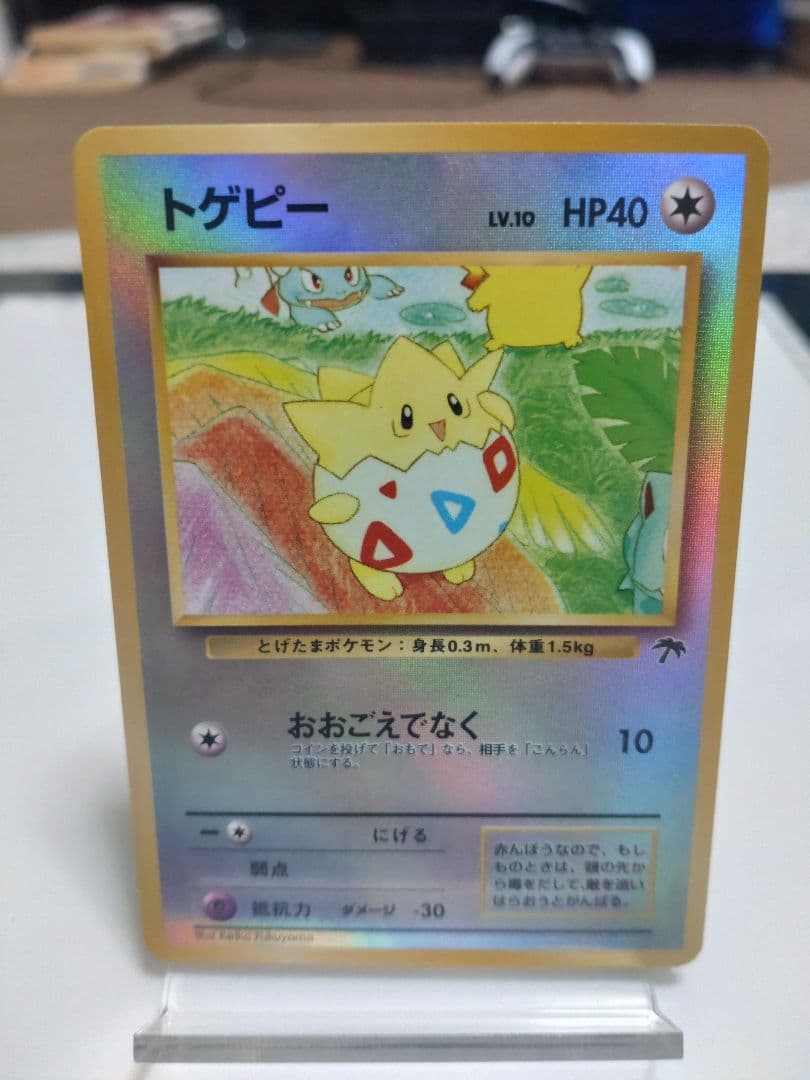 トゲピー LV.10 HP40
とげたまポケモン：身長0.3m、体重1.5kg
おおごえでなく 10
コインを投げて「おもて」なら、相手を「こんらん」
状態にする。
ー にげる
弱点
抵抗力 ダメージ -30
赤んぼうなので、もし
ものときは、頭の先か
ら毒をだして、敵を追い
はらおうとがんばる。